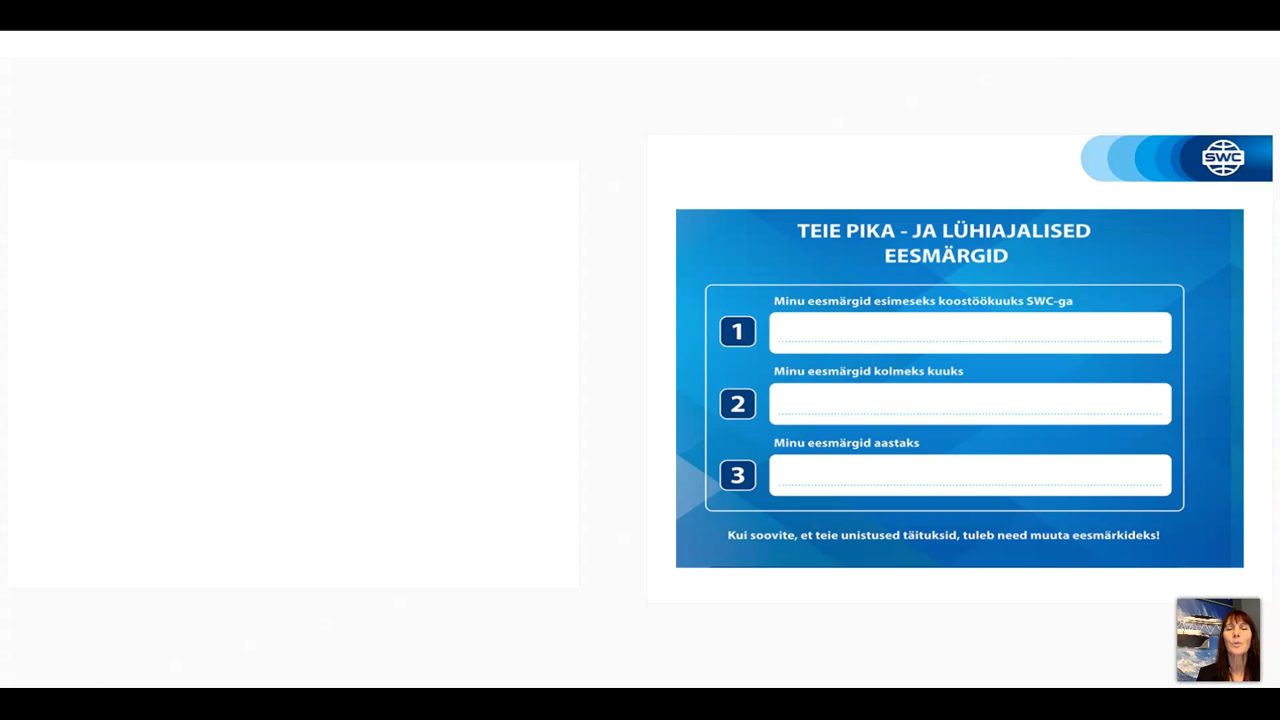 SWC
TEIE PIKA - JA LÜHIAJALISED
EESMÄRGID
Minu eesmärgid esimeseks koostöökuuks SWC-ga
1
Minu eesmärgid kolmeks kuuks
2
Minu eesmärgid aastaks
3
Kui soovite, et teie unistused täituksid, tuleb need muuta eesmärkideks!